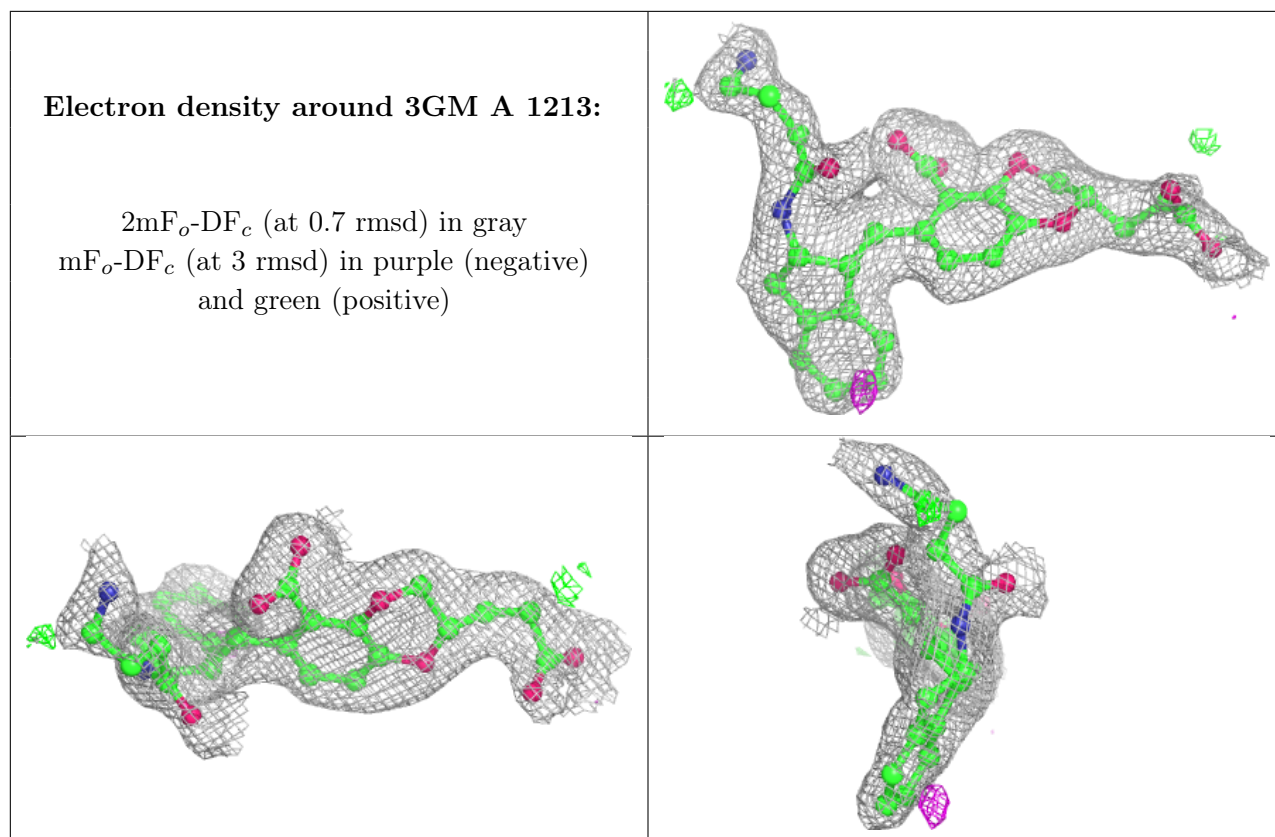 Electron density around 3GM A 1213:
2mFo-DFc (at 0.7 rmsd) in gray
mFo-DFc (at 3 rmsd) in purple (negative)
and green (positive)